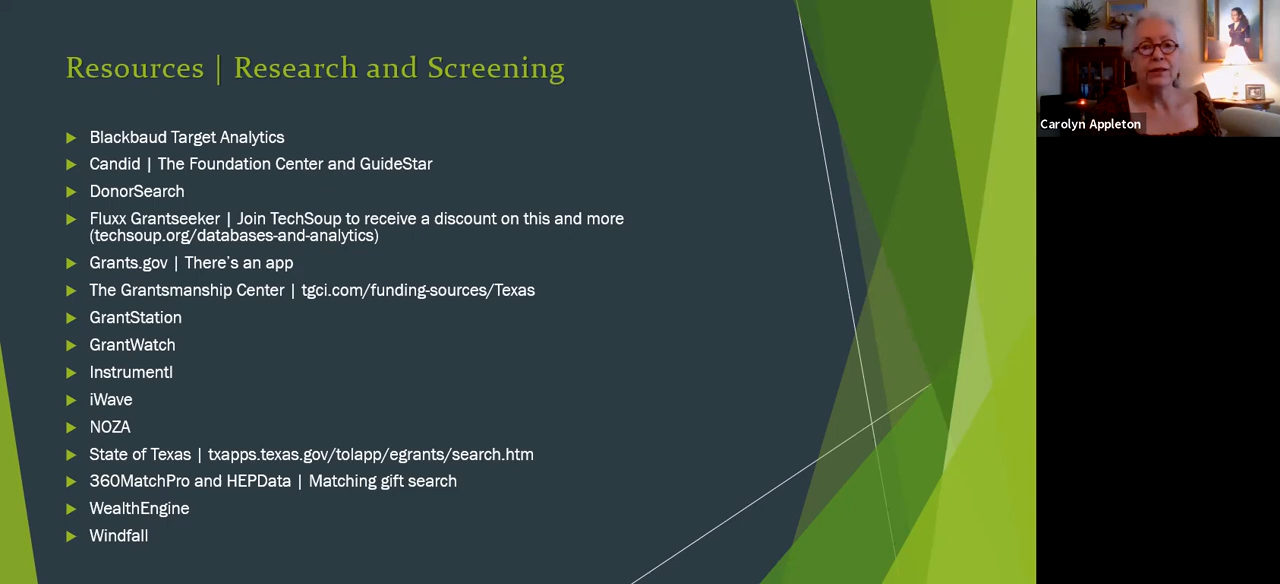 Resources | Research and Screening
Blackbaud Target Analytics
Candid | The Foundation Center and GuideStar
DonorSearch
Fluxx Grantseeker | Join TechSoup to receive a discount on this and more
(techsoup.org/databases-and-analytics)
Grants.gov | There's an app
The Grantsmanship Center | tgci.com/funding-sources/Texas
GrantStation
GrantWatch
Instrumentl
iWave
NOZA
State of Texas | txapps.texas.gov/tolapp/egrants/search.htm
360MatchPro and HEPData | Matching gift search
WealthEngine
Windfall
Carolyn Appleton